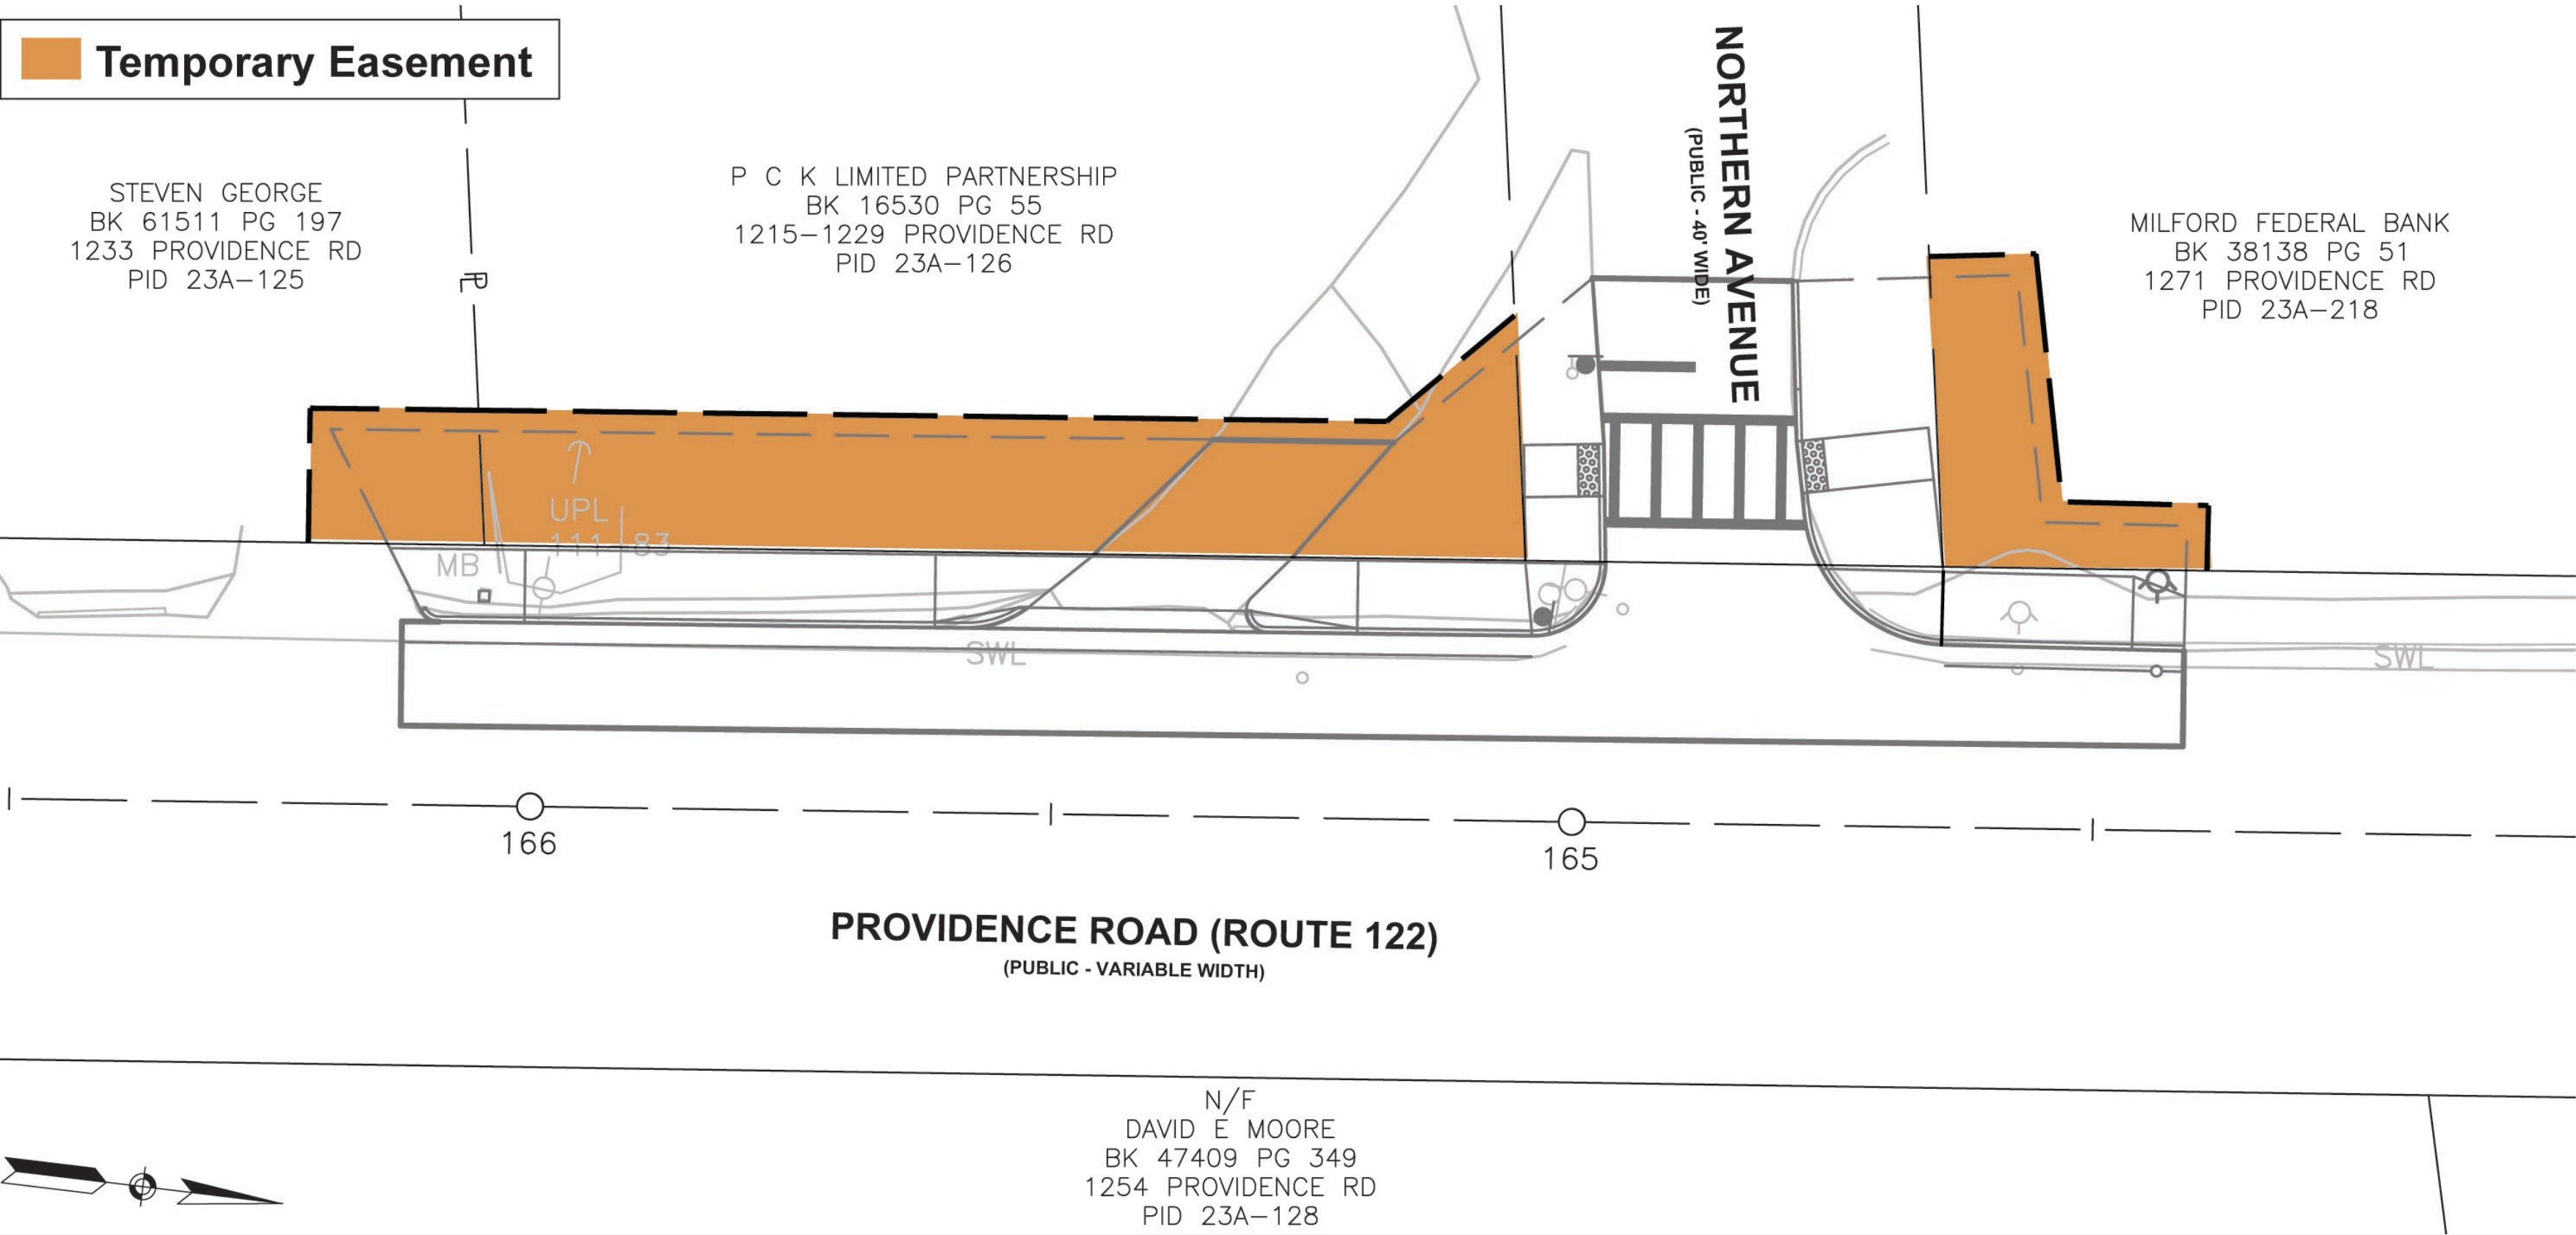 Temporary Easement
STEVEN GEORGE
BK 61511 PG 197
1233 PROVIDENCE RD
PID 23A-125
PL
P C K LIMITED PARTNERSHIP
BK 16530 PG 55
1215-1229 PROVIDENCE RD
PID 23A-126
NORTHERN AVENUE
(PUBLIC - 40' WIDE)
MILFORD FEDERAL BANK
BK 38138 PG 51
1271 PROVIDENCE RD
PID 23A-218
UPL
111 83
MB
SWL
SWL
166
165
PROVIDENCE ROAD (ROUTE 122)
(PUBLIC - VARIABLE WIDTH)
N/F
DAVID E MOORE
BK 47409 PG 349
1254 PROVIDENCE RD
PID 23A-128